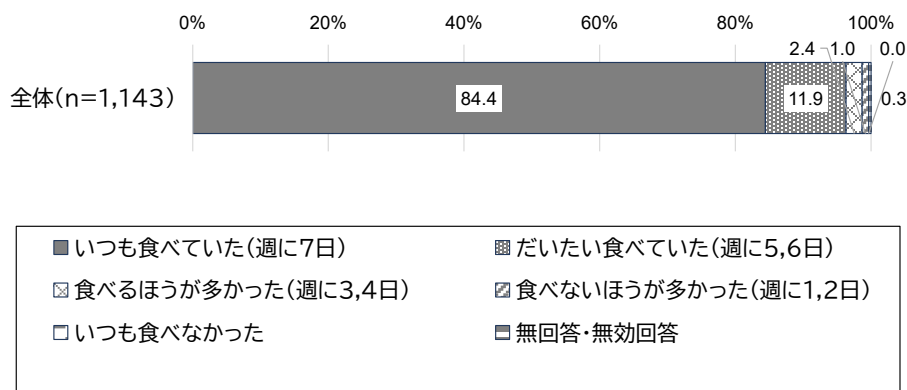 0% 20% 40% 60% 80% 100%
2.4 1.0 0.0
全体(n=1,143) 84.4 11.9 0.3
いつも食べていた(週に7日) だいたい食べていた(週に5,6日)
食べるほうが多かった(週に3,4日) 食べないほうが多かった(週に1,2日)
いつも食べなかった 無回答・無効回答